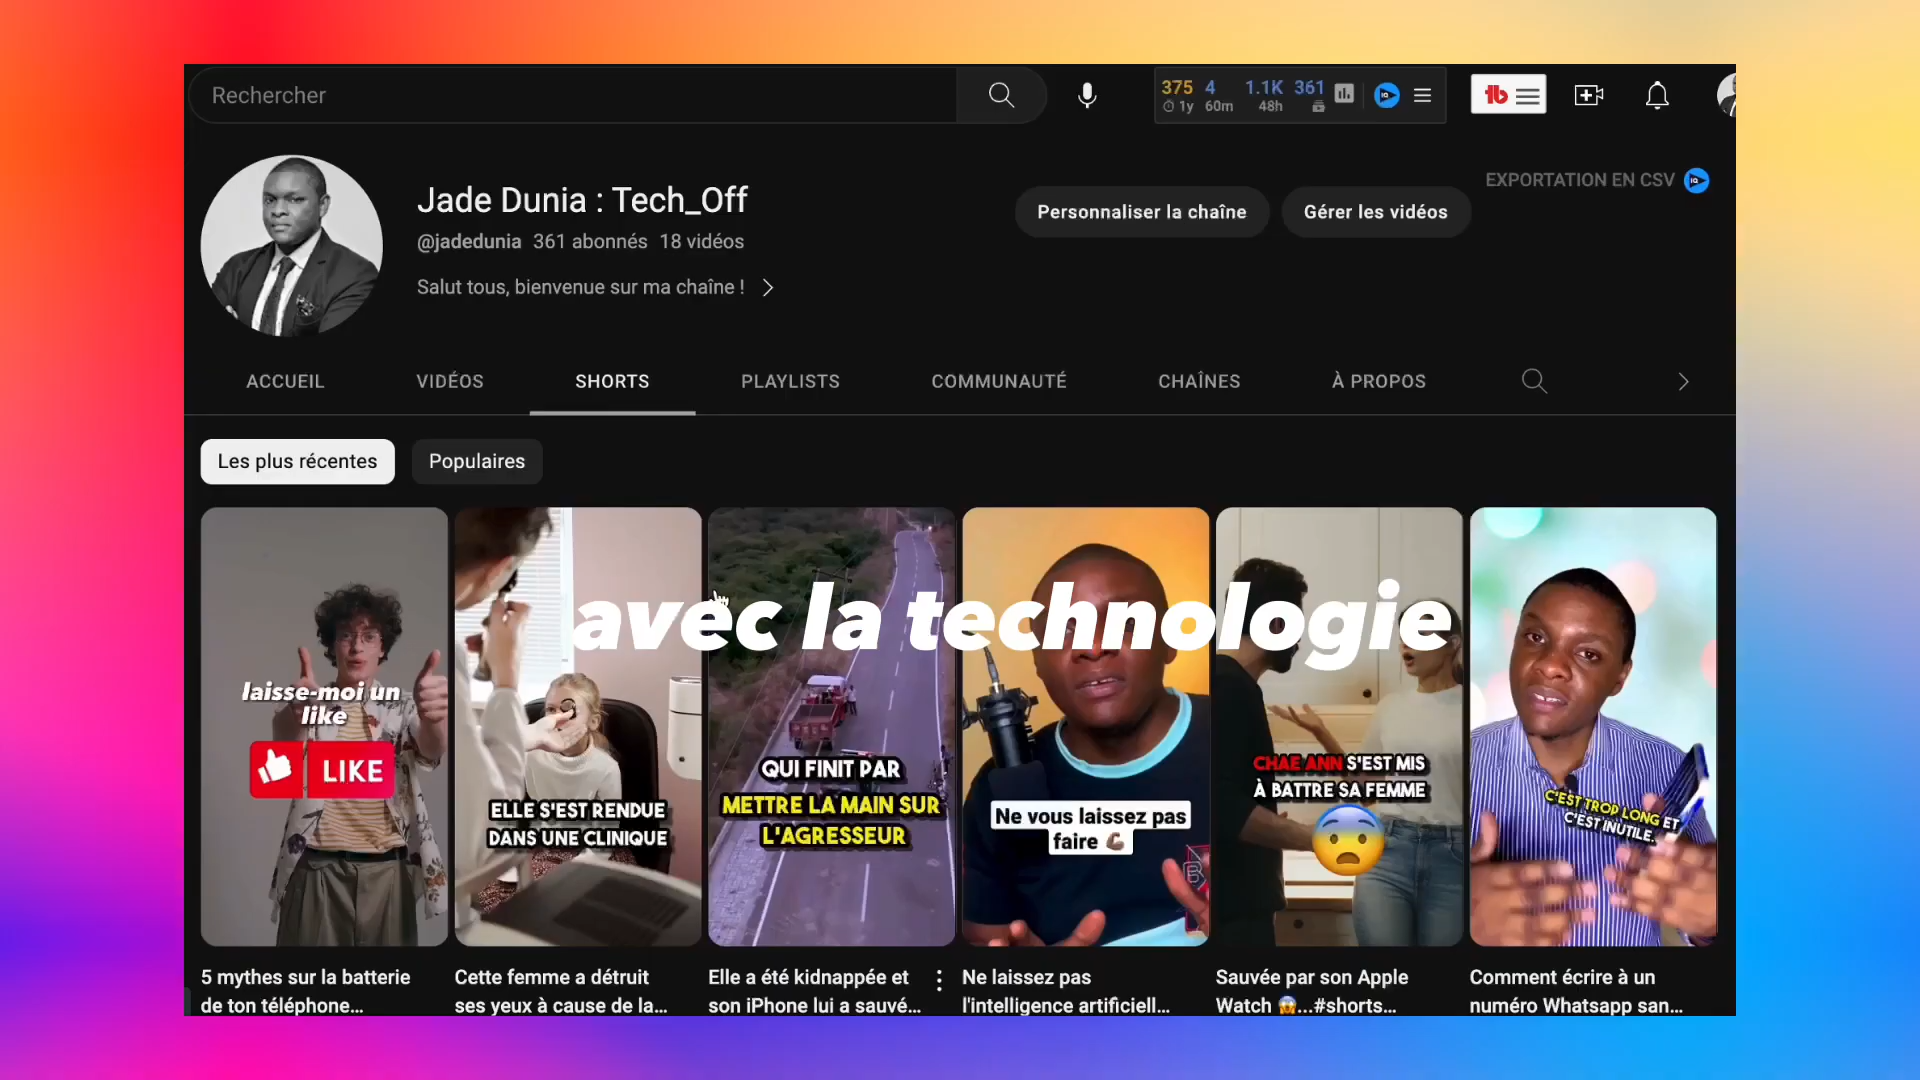 Rechercher
375 4 1.1K 361
1y 60m 48h
EXPORTATION EN CSV
Jade Dunia : Tech_Off
@jadedunia 361 abonnés 18 vidéos
Salut tous, bienvenue sur ma chaîne !
Personnaliser la chaîne
Gérer les vidéos
ACCUEIL VIDÉOS SHORTS PLAYLISTS COMMUNAUTÉ CHAÎNES À PROPOS
Les plus récentes Populaires
avec la technologie
laisse-moi un
like
LIKE
ELLE S'EST RENDUE
DANS UNE CLINIQUE
QUI FINIT PAR
METTRE LA MAIN SUR
L'AGRESSEUR
Ne vous laissez pas
faire 💪🏿
CHAE ANN S'EST MIS
À BATTRE SA FEMME
C'EST TROP LONG ET
C'EST INUTILE.
5 mythes sur la batterie
de ton téléphone...
Cette femme a détruit
ses yeux à cause de la...
Elle a été kidnappée et
son iPhone lui a sauvé...
Ne laissez pas
l'intelligence artificiell...
Sauvée par son Apple
Watch 😱...#shorts...
Comment écrire à un
numéro Whatsapp san...